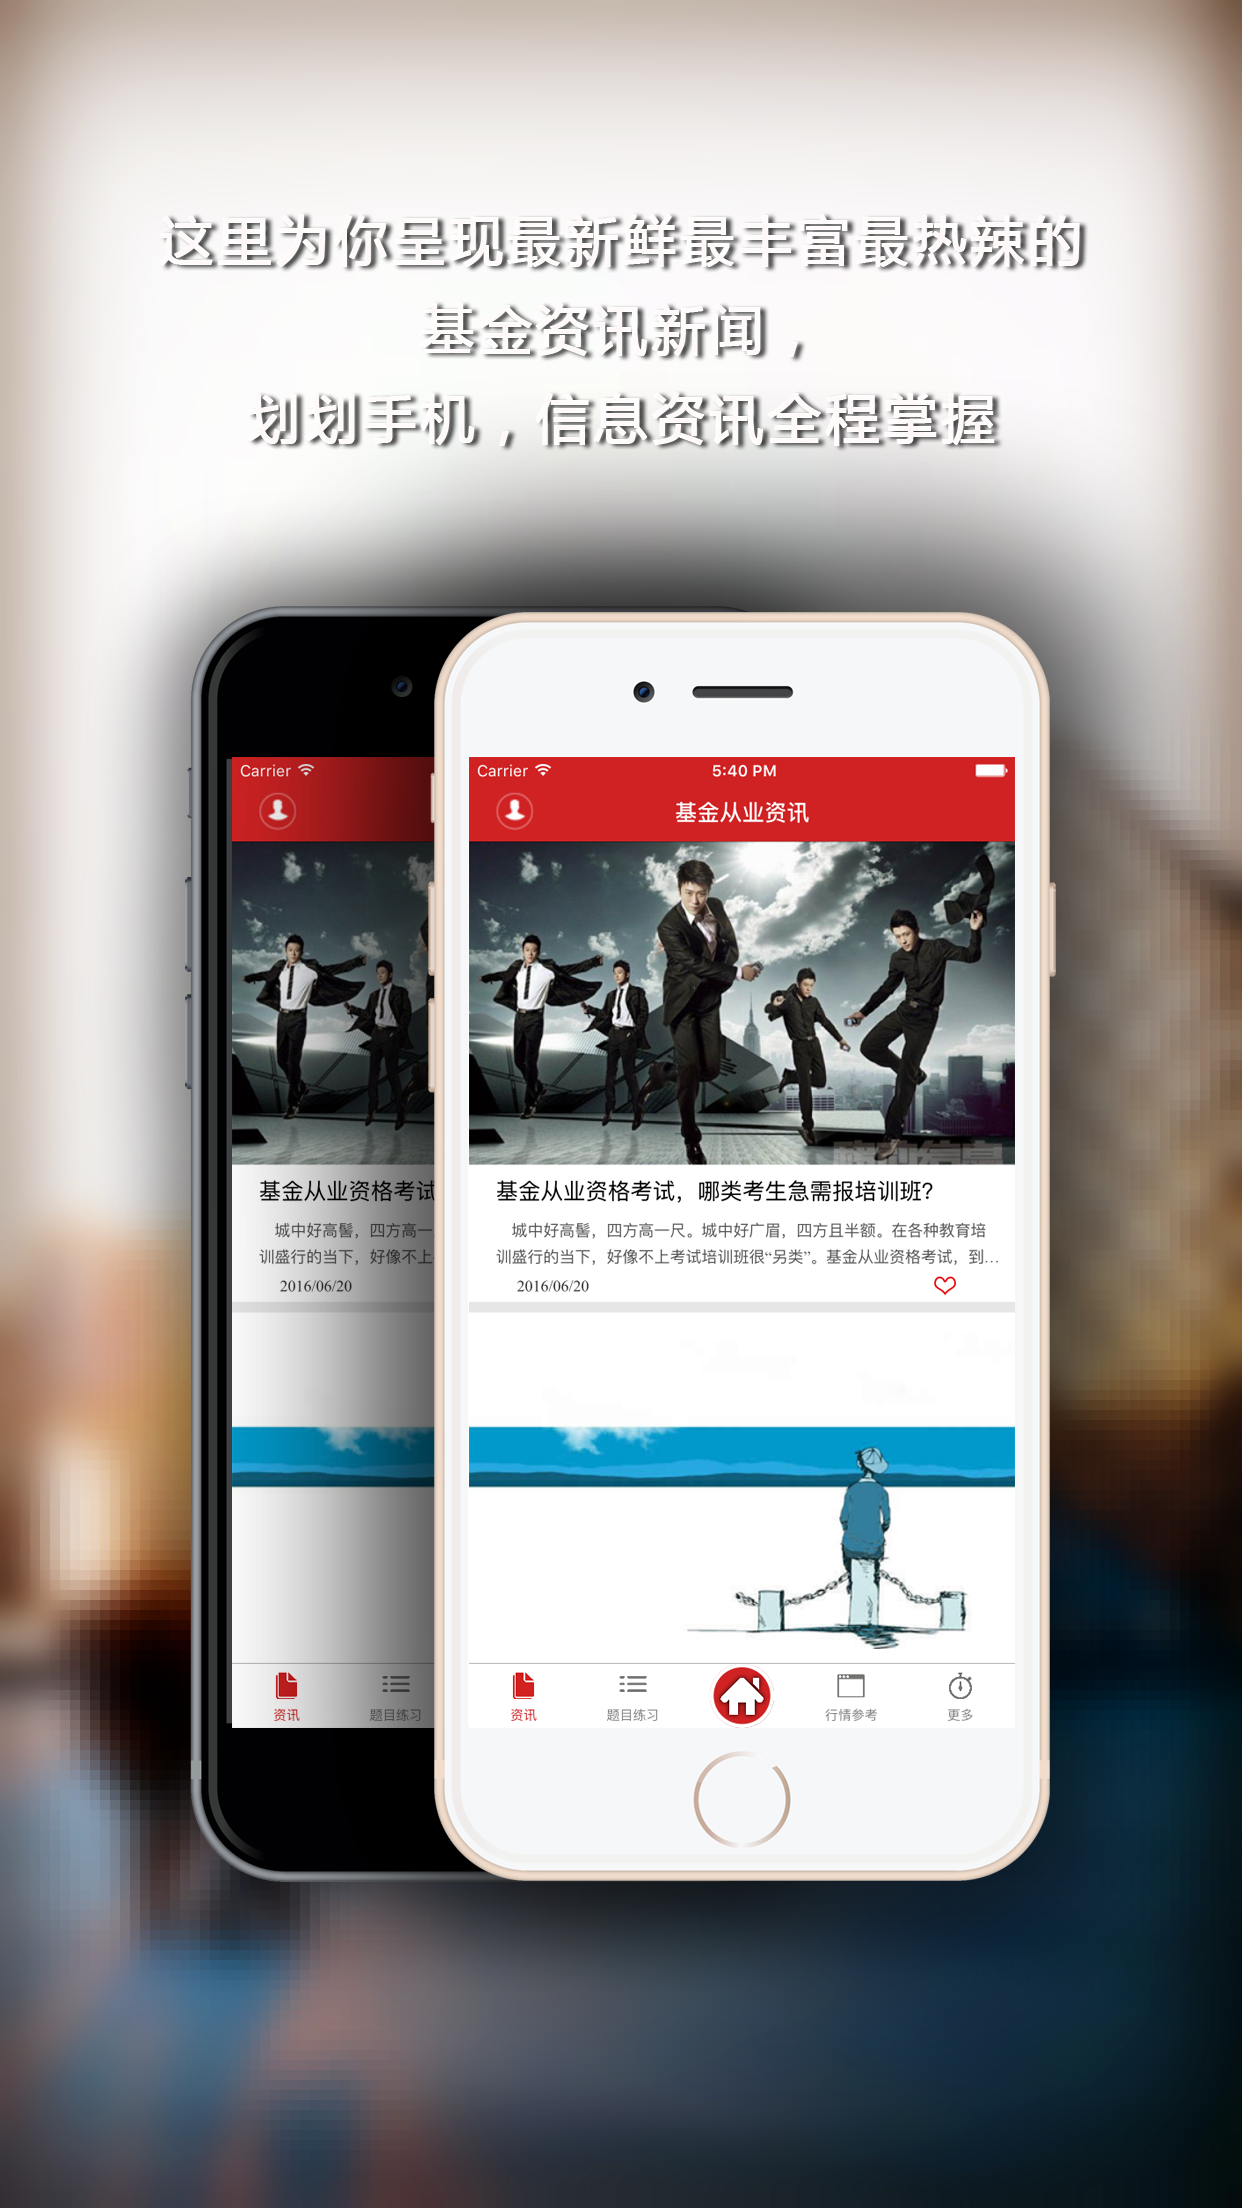 这里为你呈现最新鲜最丰富最热辣的
基金资讯新闻，
划划手机，信息资讯全程掌握
Carrier
Carrier 5:40 PM
基金从业资讯
基金从业资格考试
城中好高髻，四方高一
训盛行的当下，好像不上
2016/06/20
基金从业资格考试，哪类考生急需报培训班?
城中好高髻，四方高一尺。城中好广眉，四方且半额。在各种教育培
训盛行的当下，好像不上考试培训班很“另类”。基金从业资格考试，到...
2016/06/20
资讯 题目练习
资讯 题目练习 行情参考 更多